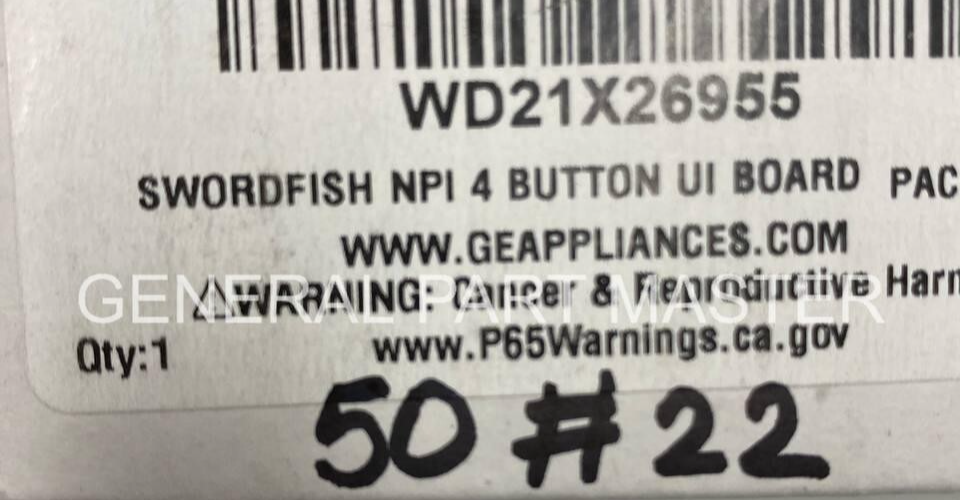 WD21X26955
SWORDFISH NPI 4 BUTTON UI BOARD PAC
WWW.GEAPPLIANCES.COM
GENERAL PART MASTER
⚠WARNING: Cancer & Reproductive Harm
Qty:1 www.P65Warnings.ca.gov
50 #22